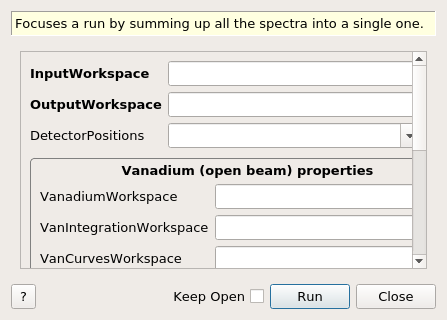 Focuses a run by summing up all the spectra into a single one.
InputWorkspace
OutputWorkspace
DetectorPositions
Vanadium (open beam) properties
VanadiumWorkspace
VanIntegrationWorkspace
VanCurvesWorkspace
? Keep Open Run Close